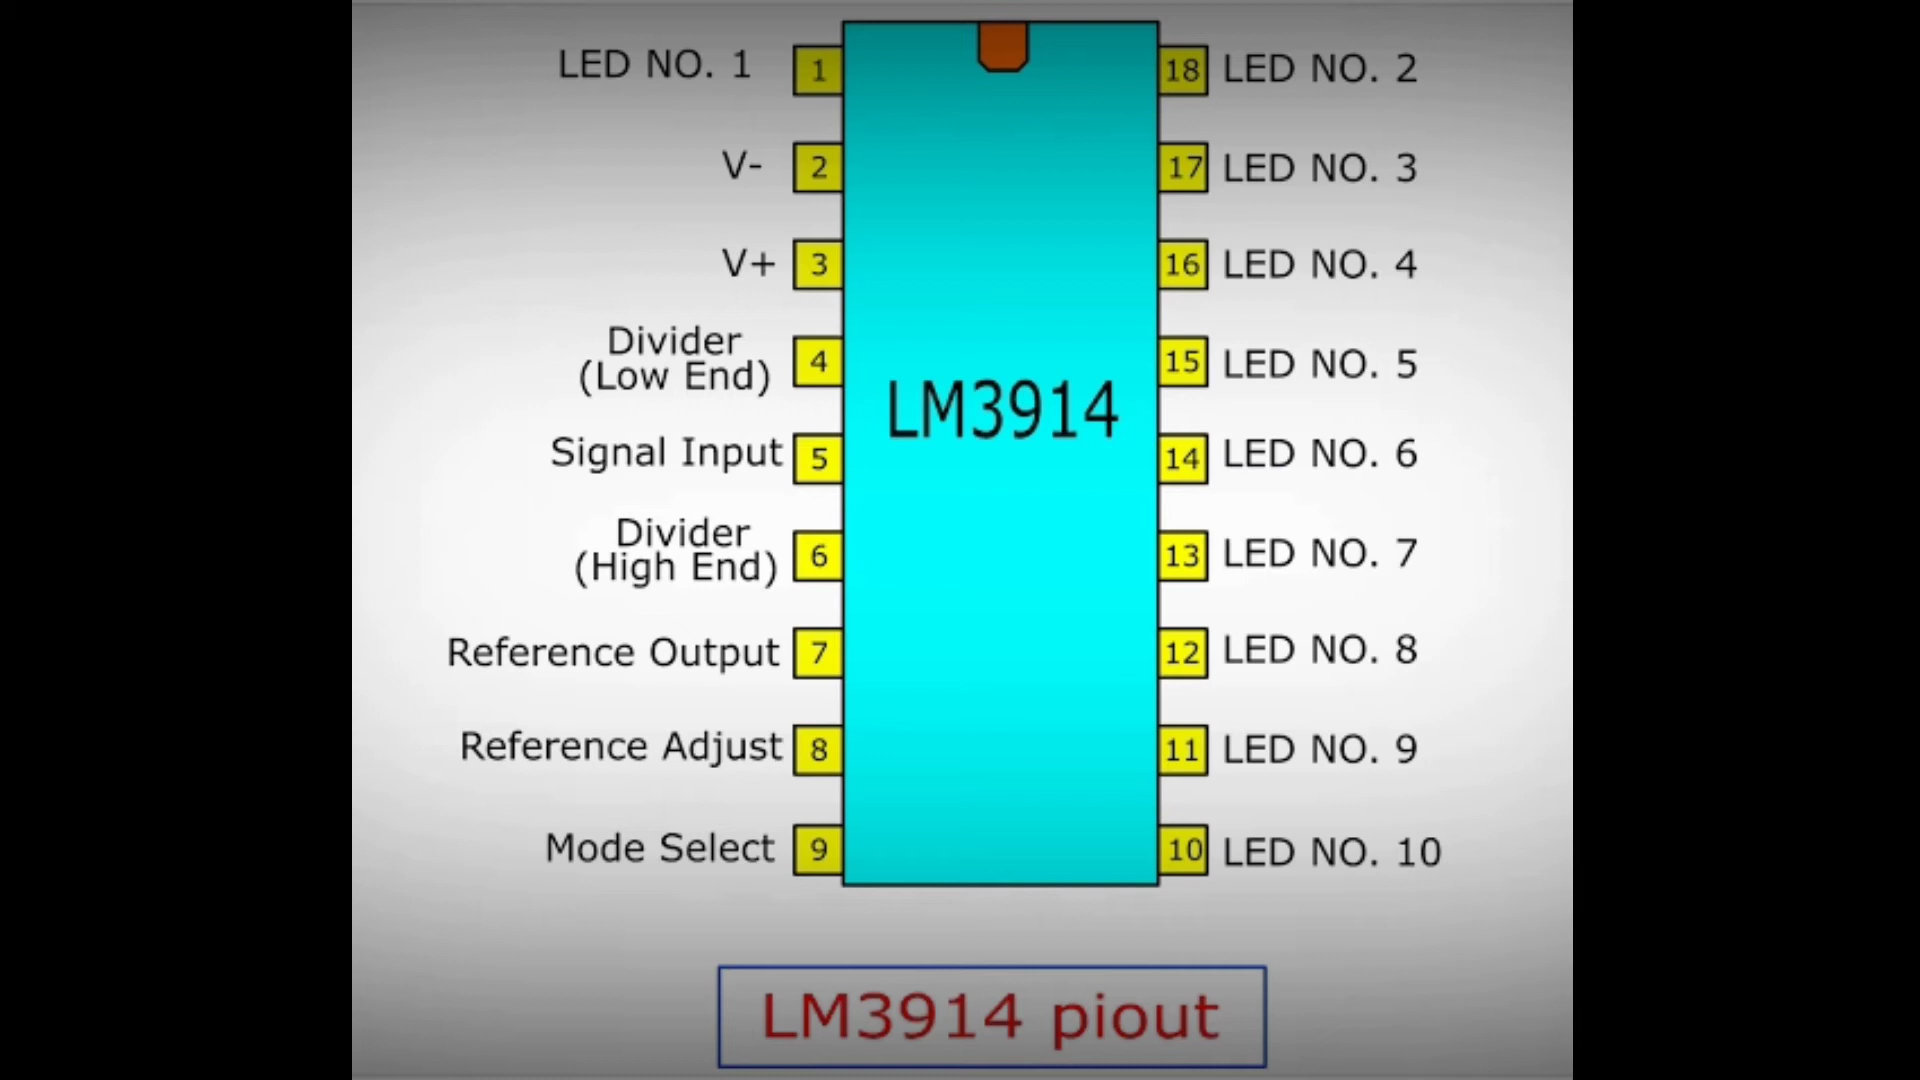 LED NO. 1
1
18
LED NO. 2
V-
2
17
LED NO. 3
V+
3
16
LED NO. 4
Divider
(Low End)
4
15
LED NO. 5
LM3914
Signal Input
5
14
LED NO. 6
Divider
(High End)
6
13
LED NO. 7
Reference Output
7
12
LED NO. 8
Reference Adjust
8
11
LED NO. 9
Mode Select
9
10
LED NO. 10
LM3914 piout